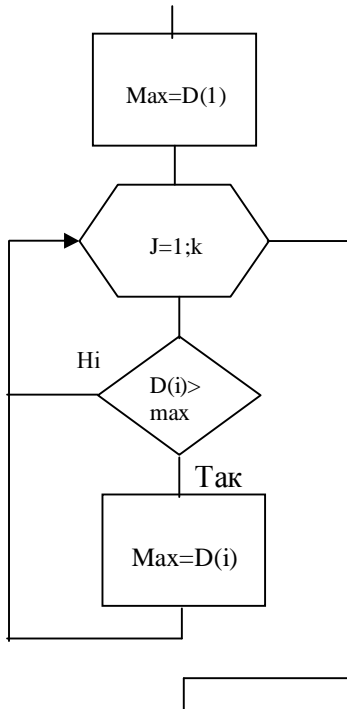 Max=D(1)
J=1;k
Ні
D(i)>
max
Так
Max=D(i)